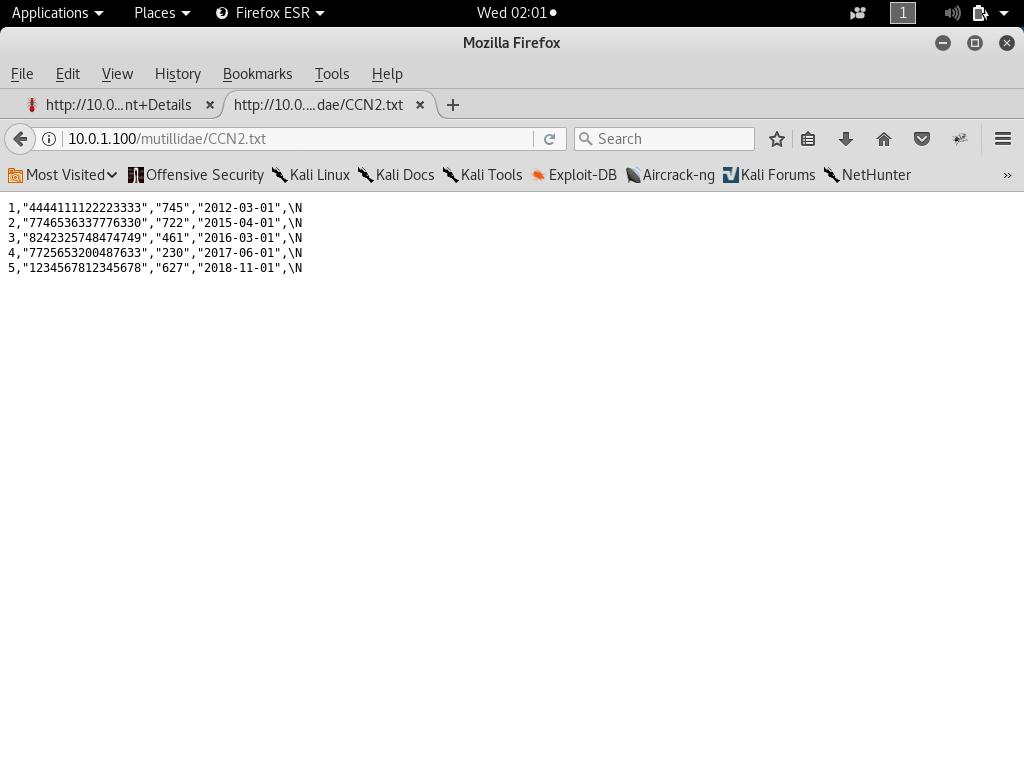 Applications Places Firefox ESR Wed 02:01 1
Mozilla Firefox
File Edit View History Bookmarks Tools Help
http://10.0...nt+Details http://10.0....dae/CCN2.txt
10.0.1.100/mutillidae/CCN2.txt Search
Most Visited Offensive Security Kali Linux Kali Docs Kali Tools Exploit-DB Aircrack-ng Kali Forums NetHunter »
1,"4444111122223333","745","2012-03-01",\N
2,"7746536337776330","722","2015-04-01",\N
3,"8242325748474749","461","2016-03-01",\N
4,"7725653200487633","230","2017-06-01",\N
5,"1234567812345678","627","2018-11-01",\N